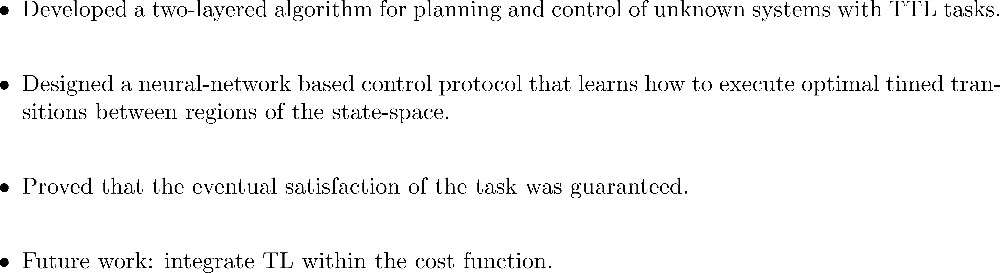 • Developed a two-layered algorithm for planning and control of unknown systems with TTL tasks.
• Designed a neural-network based control protocol that learns how to execute optimal timed tran-
sitions between regions of the state-space.
• Proved that the eventual satisfaction of the task was guaranteed.
• Future work: integrate TL within the cost function.